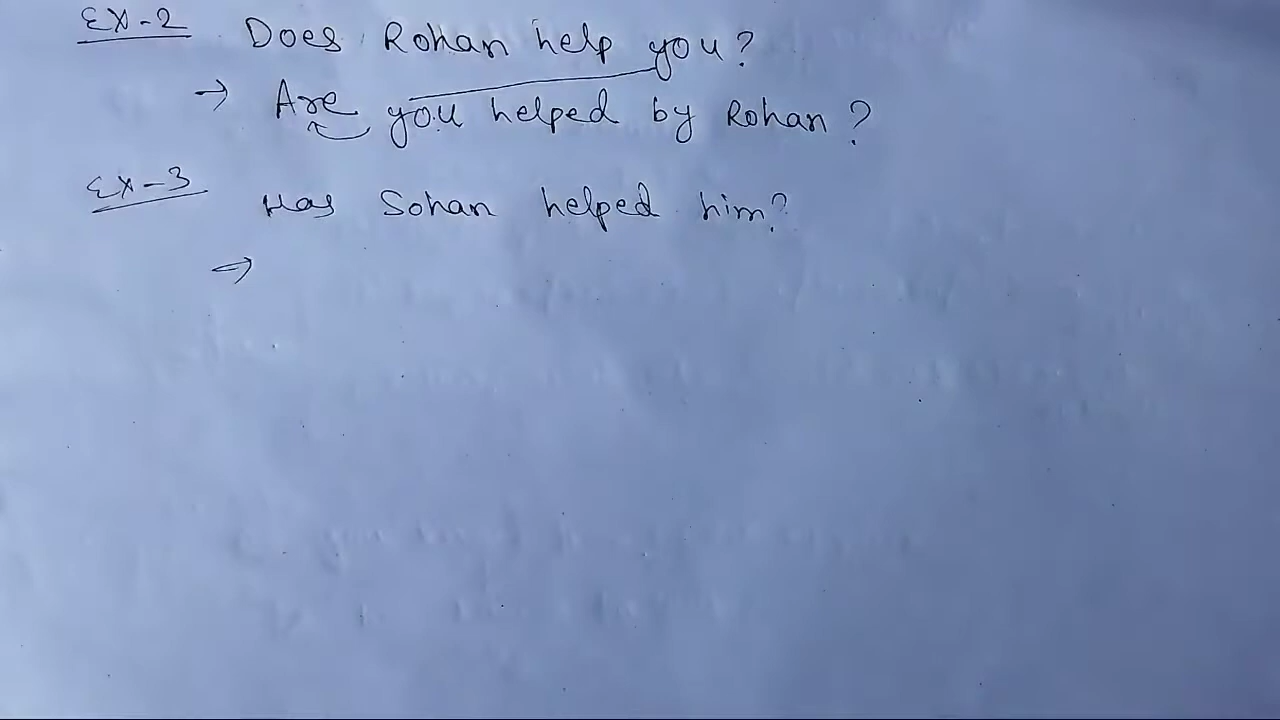 Ex-2 Does Rohan help you?
→ Are you helped by Rohan?
Ex-3 Has Sohan helped him?
→